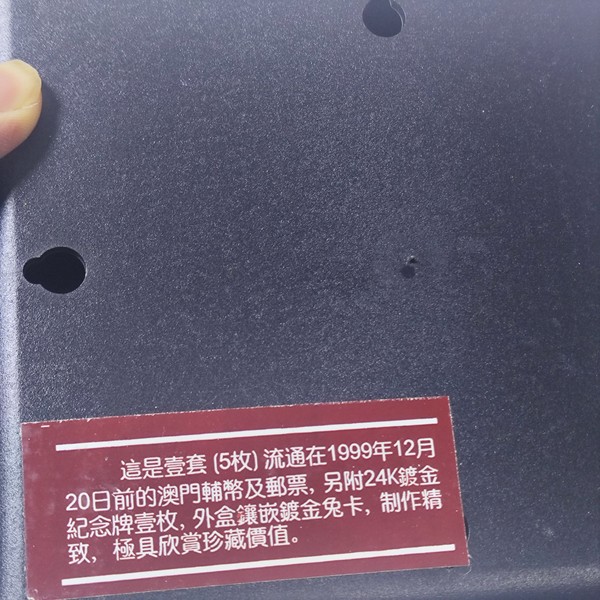 這是壹套 (5枚) 流通在1999年12月
20日前的澳門輔幣及郵票, 另附24K鍍金
紀念牌壹枚, 外盒鑲嵌鍍金兔卡, 制作精
致, 極具欣賞珍藏價值。